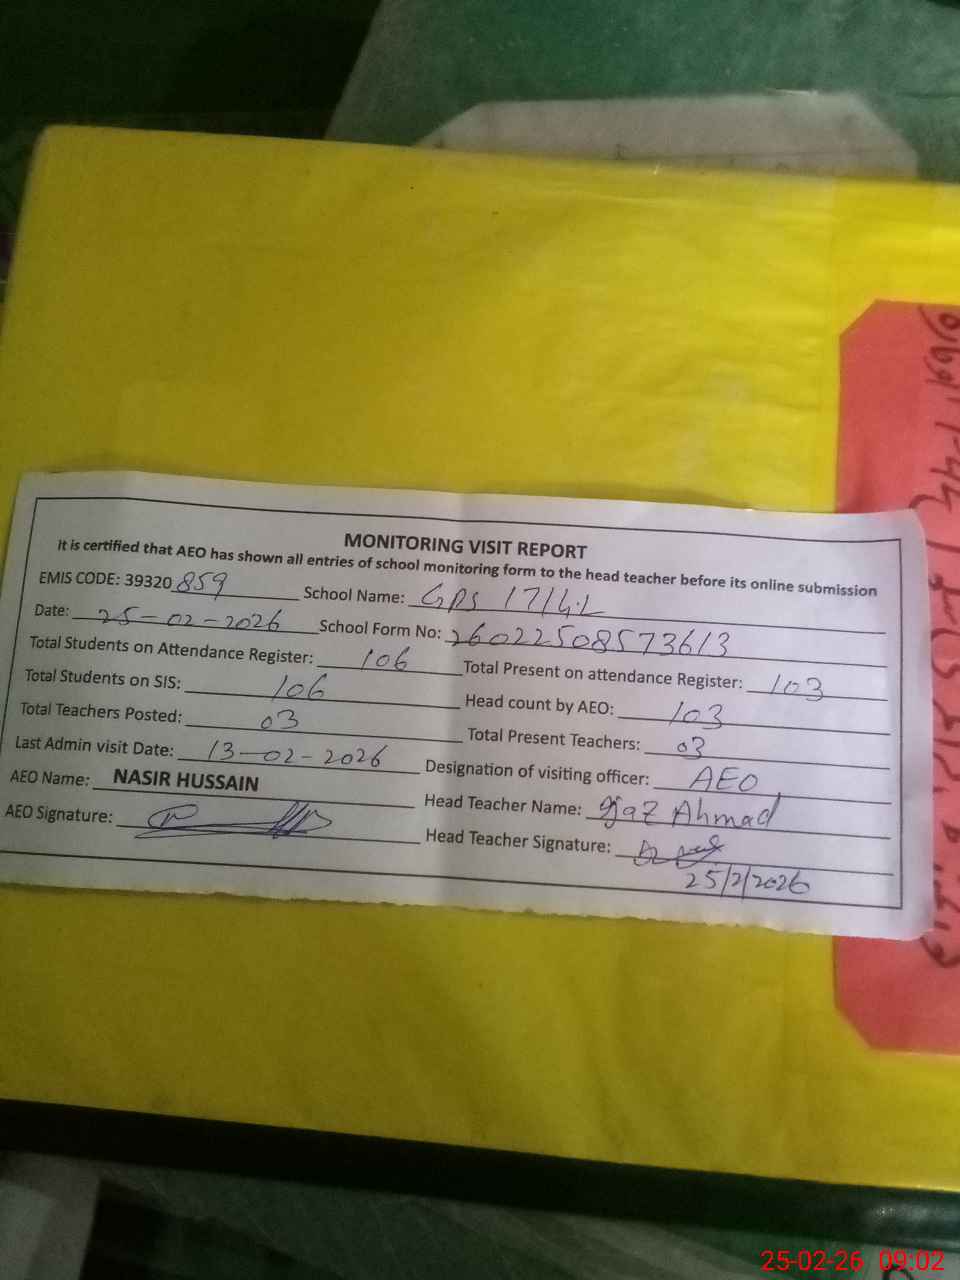 MONITORING VISIT REPORT
It is certified that AEO has shown all entries of school monitoring form to the head teacher before its online submission
EMIS CODE: 39320 859 School Name: GPS 17/G.L
Date: 25-02-2026 School Form No: 26022508573613
Total Students on Attendance Register: 106 Total Present on attendance Register: 103
Total Students on SIS: 106 Head count by AEO: 103
Total Teachers Posted: 03 Total Present Teachers: 03
Last Admin visit Date: 13-02-2026 Designation of visiting officer: AEO
AEO Name: NASIR HUSSAIN Head Teacher Name: Ijaz Ahmad
AEO Signature: Head Teacher Signature:
25/2/2026
25-02-26 09:02